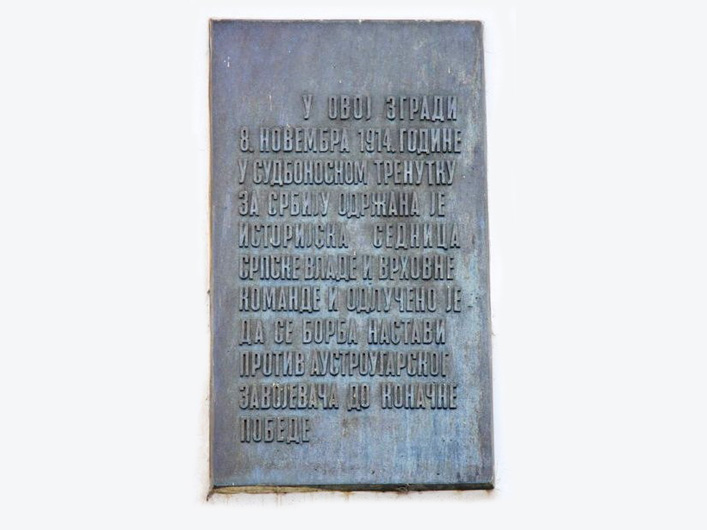 У ОВОЈ ЗГРАДИ
8. НОВЕМБРА 1914. ГОДИНЕ
У СУДБОНОСНОМ ТРЕНУТКУ
ЗА СРБИЈУ ОДРЖАНА ЈЕ
ИСТОРИЈСКА СЕДНИЦА
СРПСКЕ ВЛАДЕ И ВРХОВНЕ
КОМАНДЕ И ОДЛУЧЕНО ЈЕ
ДА СЕ БОРБА НАСТАВИ
ПРОТИВ АУСТРОУГАРСКОГ
ЗАВОЈЕВАЧА ДО КОНАЧНЕ
ПОБЕДЕ